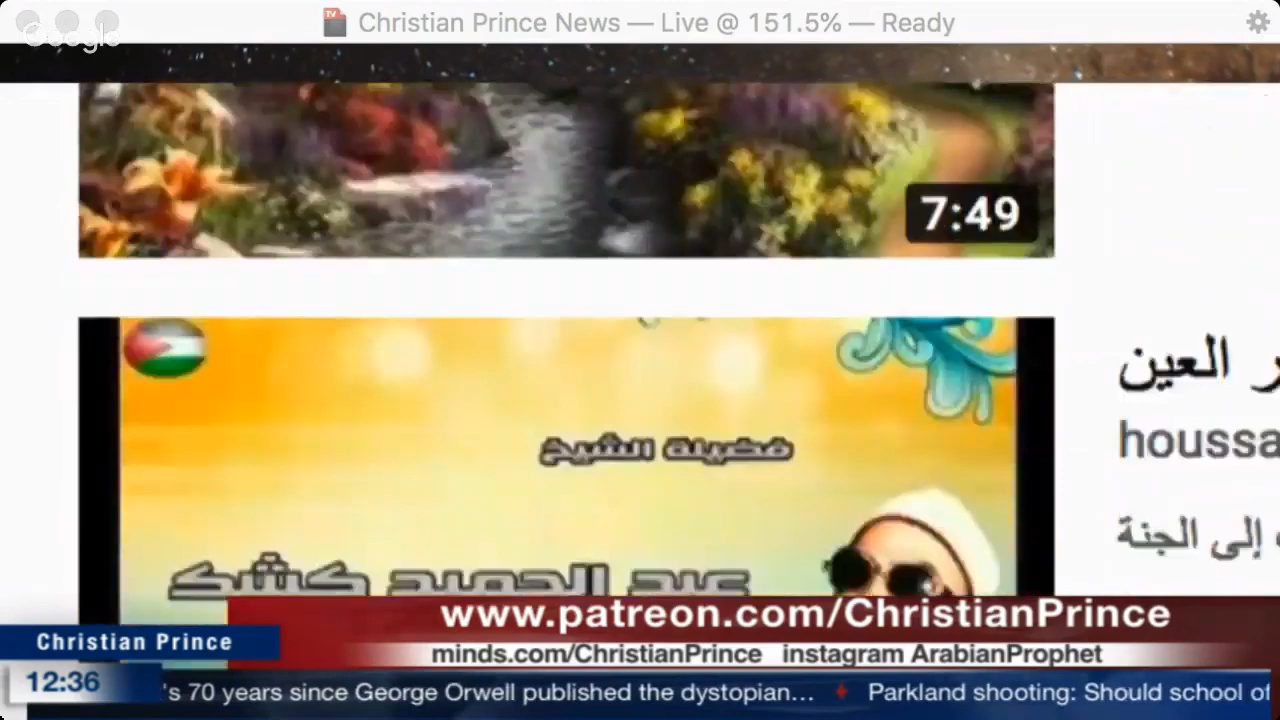 Christian Prince News — Live @ 151.5% — Ready
Google
7:49
فضيلة الشيخ
عبد الحميد كشك
ر العين
houssa
إلى الجنة
www.patreon.com/ChristianPrince
Christian Prince
minds.com/ChristianPrince instagram ArabianProphet
12:36
's 70 years since George Orwell published the dystopian... ♦ Parkland shooting: Should school of